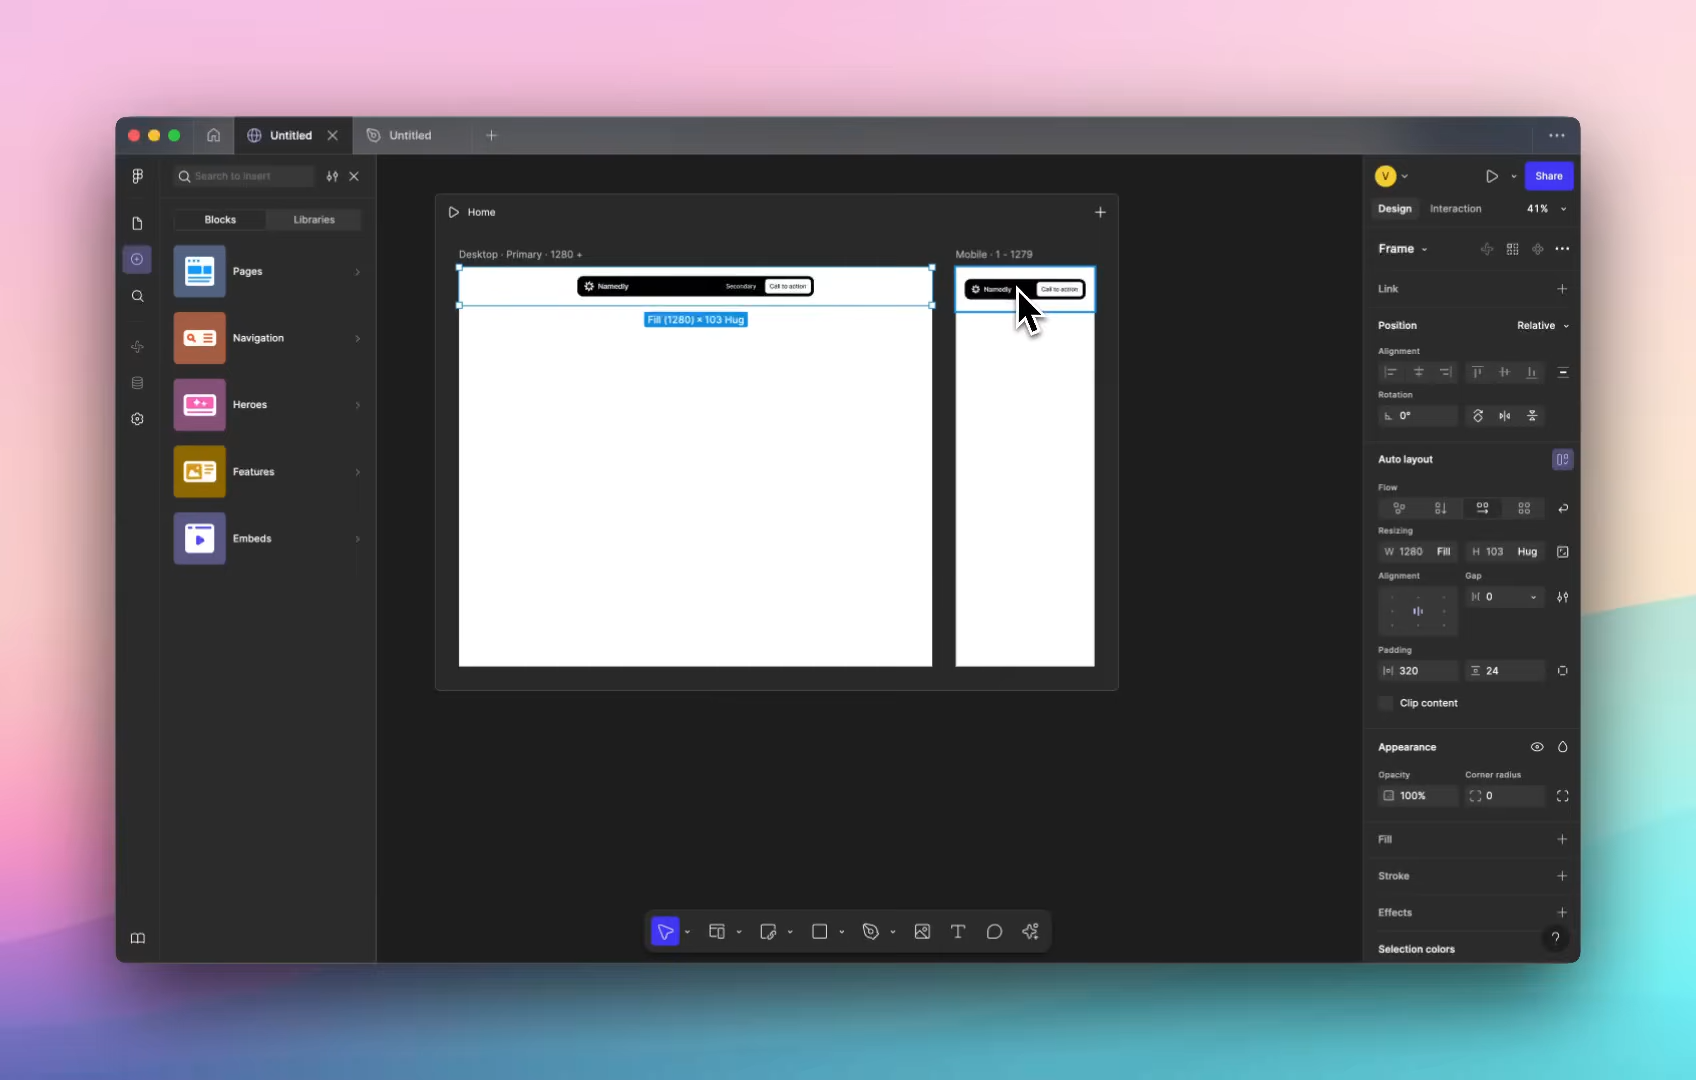 Untitled
Untitled
Search to insert
Blocks
Libraries
Pages
Navigation
Heroes
Features
Embeds
Home
Desktop · Primary · 1280 +
Mobile · 1 - 1279
Namedly
Secondary
Call to action
Namedly
Call to action
Fill (1280) × 103 Hug
V
Share
Design
Interaction
41%
Frame
Link
Position
Relative
Alignment
Rotation
0°
Auto layout
Flow
Resizing
W 1280 Fill
H 103 Hug
Alignment
Gap
0
Padding
320
24
Clip content
Appearance
Opacity
Corner radius
100%
0
Fill
Stroke
Effects
?
Selection colors